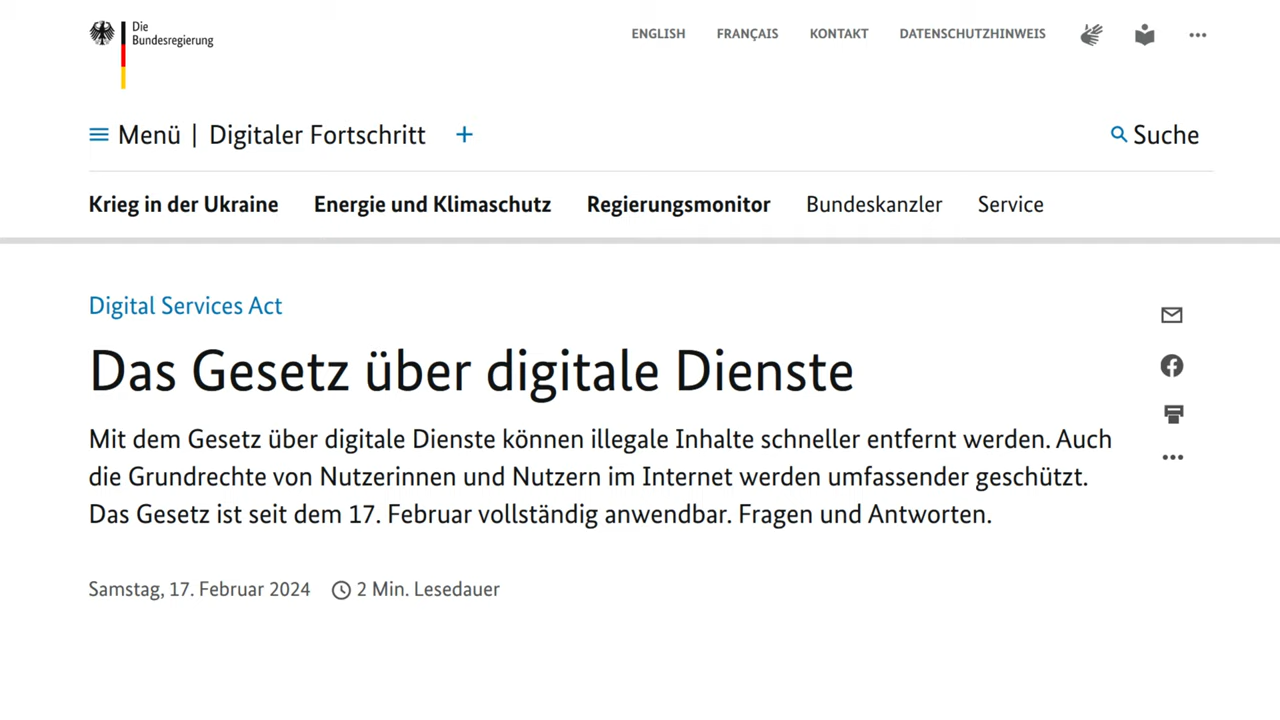 Die
Bundesregierung
ENGLISH FRANÇAIS KONTAKT DATENSCHUTZHINWEIS
Menü | Digitaler Fortschritt +
Suche
Krieg in der Ukraine Energie und Klimaschutz Regierungsmonitor Bundeskanzler Service
Digital Services Act
Das Gesetz über digitale Dienste
Mit dem Gesetz über digitale Dienste können illegale Inhalte schneller entfernt werden. Auch
die Grundrechte von Nutzerinnen und Nutzern im Internet werden umfassender geschützt.
Das Gesetz ist seit dem 17. Februar vollständig anwendbar. Fragen und Antworten.
Samstag, 17. Februar 2024 2 Min. Lesedauer